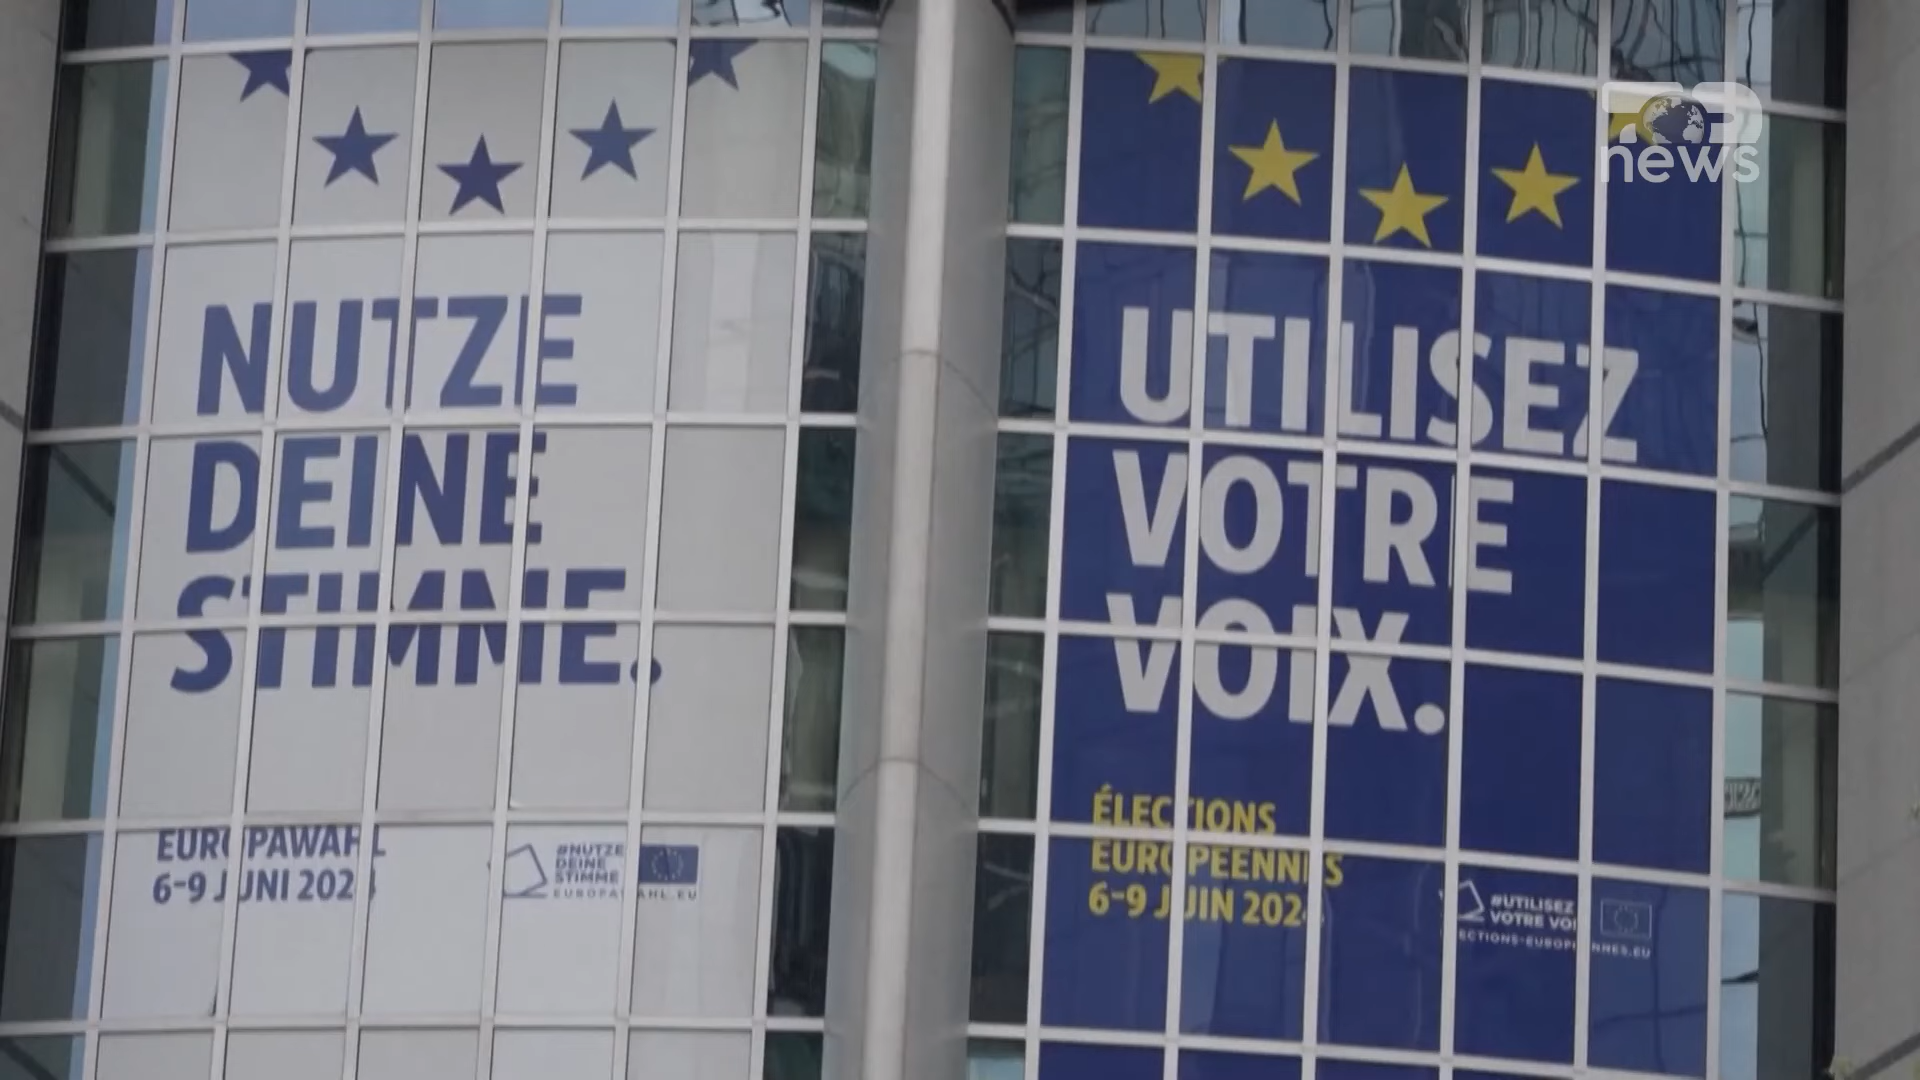 NUTZE
DEINE
STIMME.
EUROPAWAHL
6-9 JUNI 2024
#NUTZE
DEINE
STIMME
EUROPAWAHL.EU
UTILISEZ
VOTRE
VOIX.
ÉLECTIONS
EUROPÉENNES
6-9 JUIN 2024
#UTILISEZ
VOTRE VOIX
ELECTIONS-EUROPEENNES.EU
TOP
news